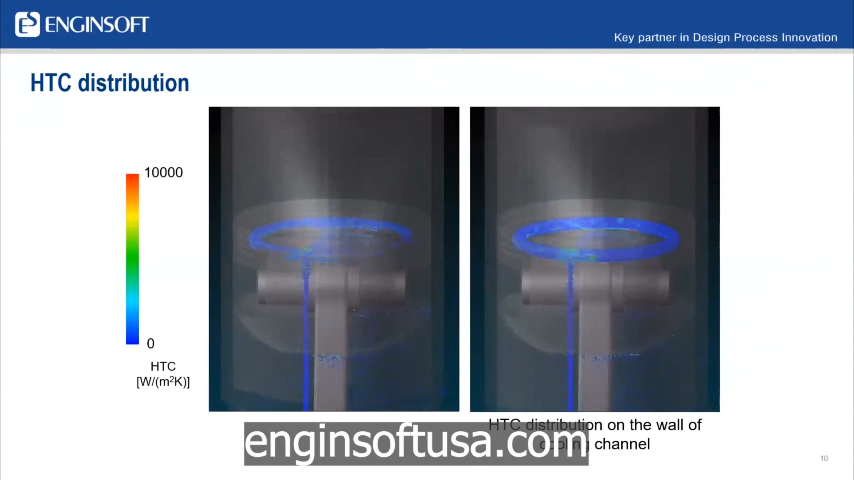 ENGINSOFT
Key partner in Design Process Innovation
HTC distribution
10000
0
HTC
[W/(m²K)]
HTC distribution on the wall of
cooling channel
enginsoftusa.com
10